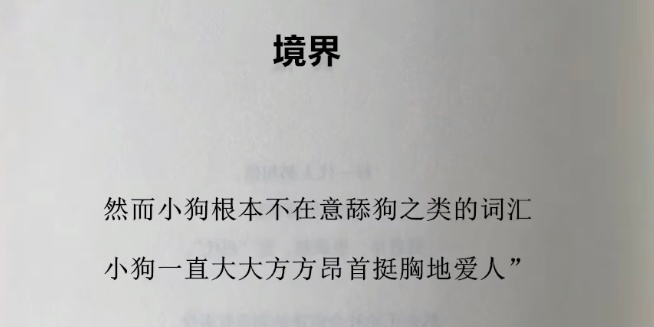 境界
然而小狗根本不在意舔狗之类的词汇
小狗一直大大方方昂首挺胸地爱人”